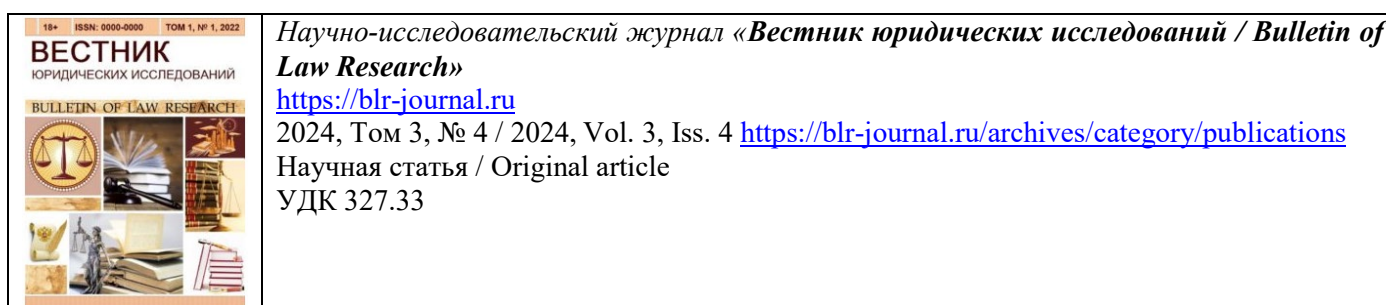 18+ ISSN: 0000-0000 ТОМ 1, № 1, 2022
ВЕСТНИК
ЮРИДИЧЕСКИХ ИССЛЕДОВАНИЙ
BULLETIN OF LAW RESEARCH
Научно-исследовательский журнал «Вестник юридических исследований / Bulletin of
Law Research»
https://blr-journal.ru
2024, Том 3, № 4 / 2024, Vol. 3, Iss. 4 https://blr-journal.ru/archives/category/publications
Научная статья / Original article
УДК 327.33